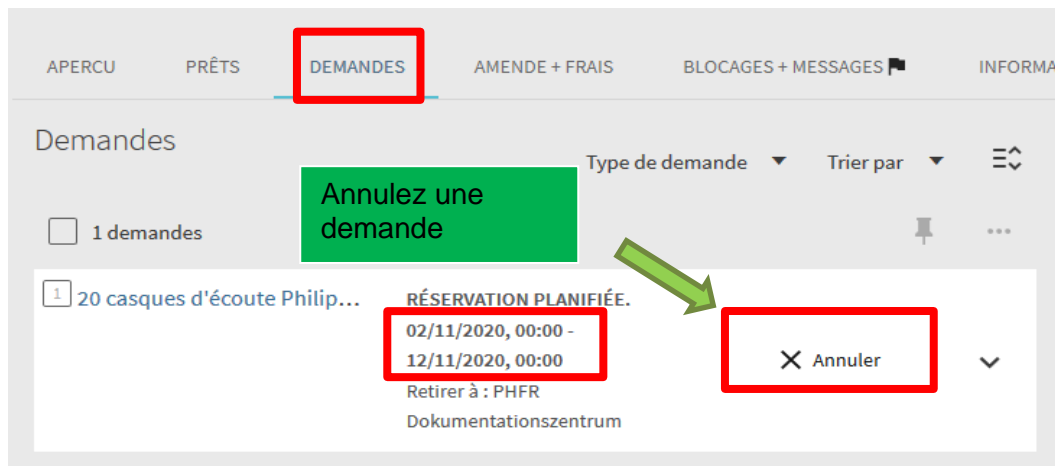 APERCU PRÊTS DEMANDES AMENDE + FRAIS BLOCAGES + MESSAGES INFORMA
Demandes
Type de demande Trier par
Annulez une
demande
1 demandes
1 20 casques d'écoute Philip...
RÉSERVATION PLANIFIÉE.
02/11/2020, 00:00 -
12/11/2020, 00:00
Annuler
Retirer à : PHFR
Dokumentationszentrum